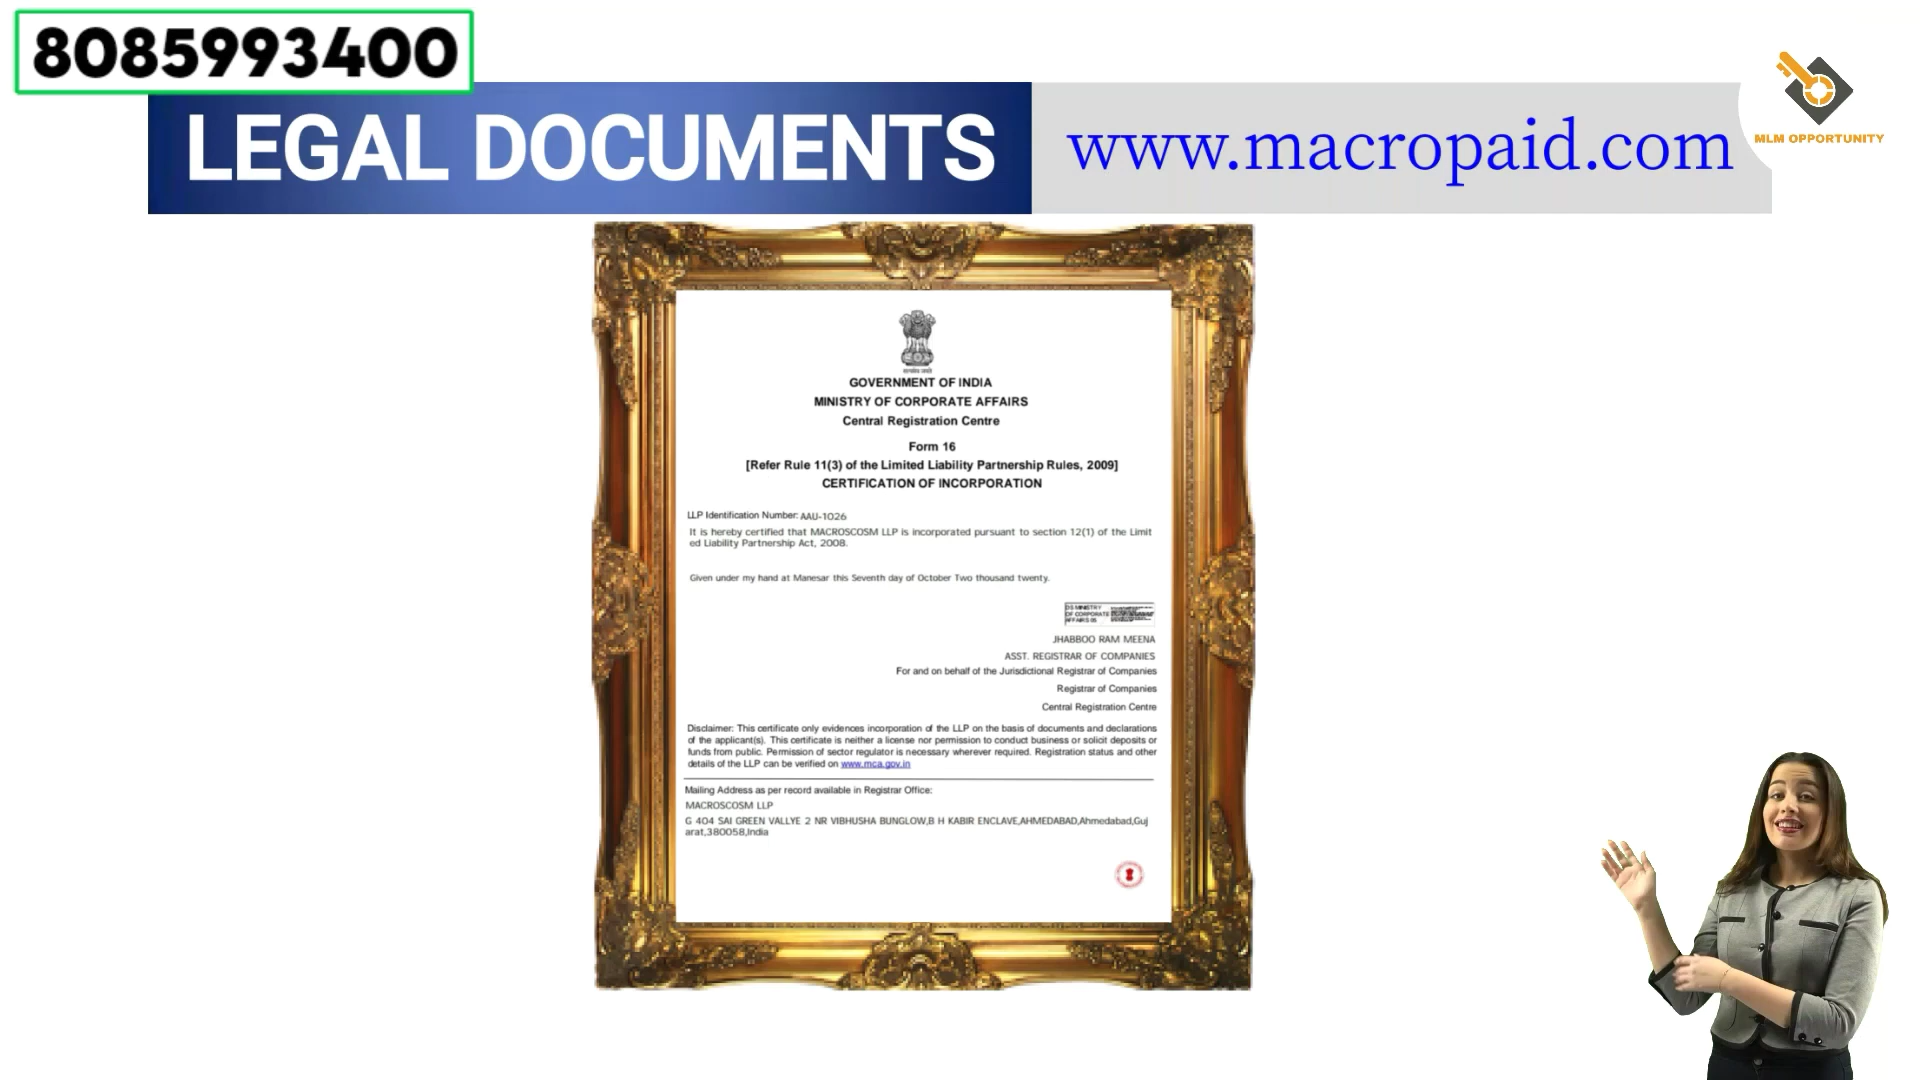 8085993400
LEGAL DOCUMENTS
www.macropaid.com
MLM OPPORTUNITY
GOVERNMENT OF INDIA
MINISTRY OF CORPORATE AFFAIRS
Central Registration Centre
Form 16
[Refer Rule 11(3) of the Limited Liability Partnership Rules, 2009]
CERTIFICATION OF INCORPORATION
LLP Identification Number: AAU-1026
It is hereby certified that MACROSCOSM LLP is incorporated pursuant to section 12(1) of the Limit
ed Liability Partnership Act, 2008.
Given under my hand at Manesar this Seventh day of October Two thousand twenty.
DS MINISTRY
OF CORPORATE
AFFAIRS 05
JHABBOO RAM MEENA
ASST. REGISTRAR OF COMPANIES
For and on behalf of the Jurisdictional Registrar of Companies
Registrar of Companies
Central Registration Centre
Disclaimer: This certificate only evidences incorporation of the LLP on the basis of documents and declarations
of the applicant(s). This certificate is neither a license nor permission to conduct business or solicit deposits or
funds from public. Permission of sector regulator is necessary wherever required. Registration status and other
details of the LLP can be verified on www.mca.gov.in
Mailing Address as per record available in Registrar Office:
MACROSCOSM LLP
G 404 SAI GREEN VALLYE 2 NR VIBHUSHA BUNGLOW,B H KABIR ENCLAVE,AHMEDABAD,Ahmedabad,Guj
arat,380058,India